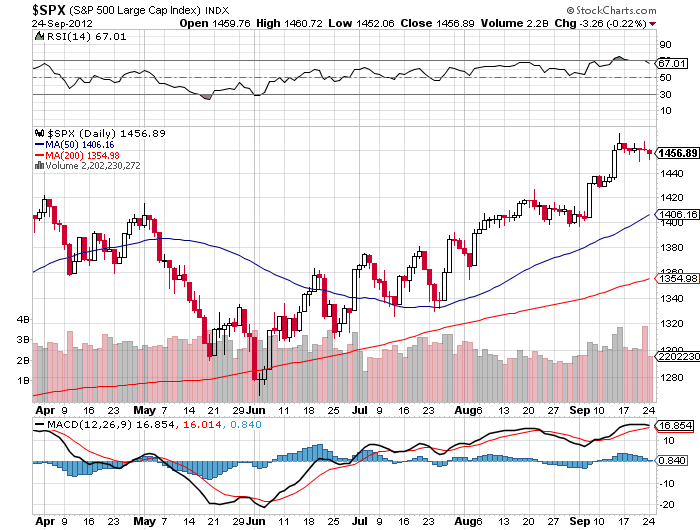 $SPX (S&P 500 Large Cap Index) INDX © StockCharts.com
24-Sep-2012 Open 1459.76 High 1460.72 Low 1452.06 Close 1456.89 Volume 2.2B Chg -3.26 (-0.22%)
RSI(14) 67.01
90
70
67.01
50
30
10
$SPX (Daily) 1456.89
MA(50) 1406.16
MA(200) 1354.98
Volume 2,202,230,272
1456.89
1440
1420
1406.16
1400
1380
1360
1354.98
1340
1320
1300
1280
4B
3B
2B
1B
2202230
Apr 9 16 23 May 7 14 21 29 Jun 11 18 25 Jul 9 16 23 Aug 6 13 20 27 Sep 10 17 24
MACD(12,26,9) 16.854, 16.014, 0.840
16.854
10
0.840
-10
-20
Apr 9 16 23 May 7 14 21 29 Jun 11 18 25 Jul 9 16 23 Aug 6 13 20 27 Sep 10 17 24